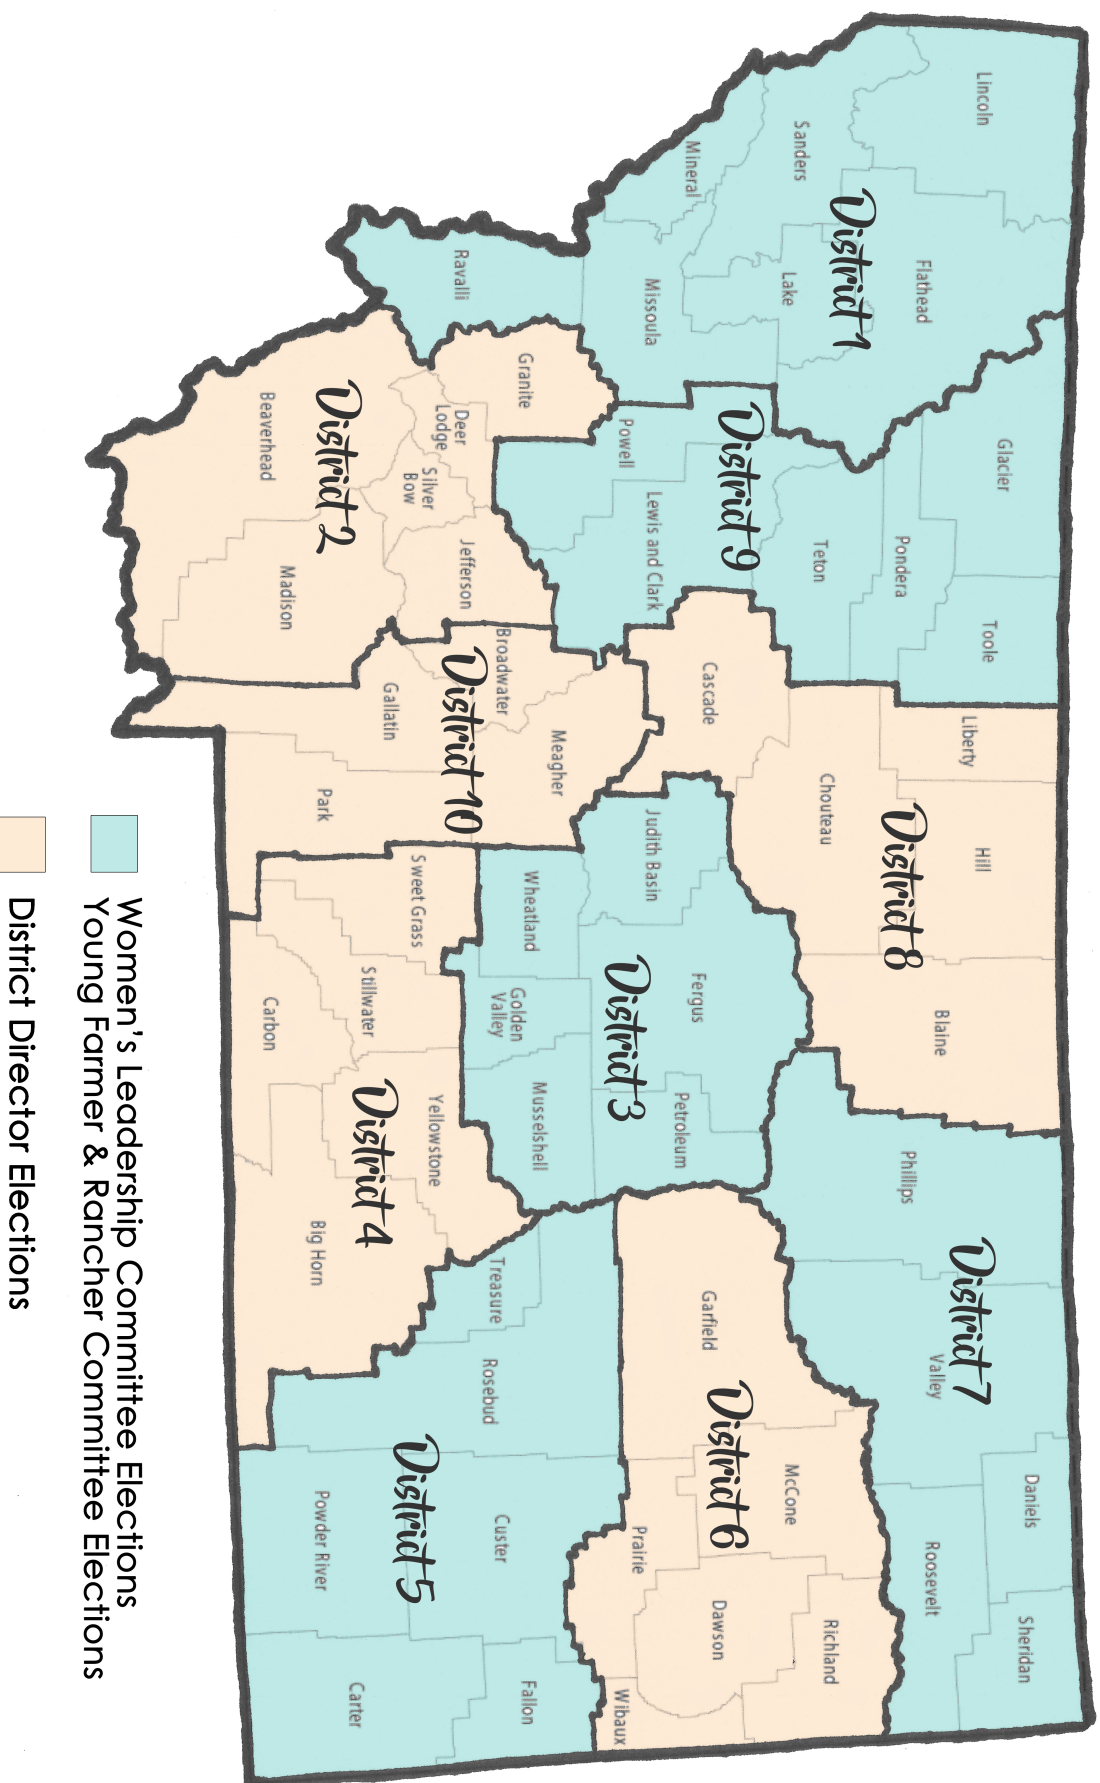 Lincoln
Flathead
Sanders
Lake
Mineral
Missoula
Ravalli
District 1
Glacier
Toole
Pondera
Teton
District 9
Powell
Lewis and Clark
Granite
Deer
Lodge
Silver
Bow
Jefferson
Beaverhead
Madison
District 2
Broadwater
Meagher
Gallatin
Park
District 10
Liberty
Hill
Blaine
Chouteau
Cascade
District 8
Judith Basin
Fergus
Petroleum
Wheatland
Golden
Valley
Musselshell
District 3
Sweet Grass
Stillwater
Carbon
Yellowstone
Big Horn
District 4
Phillips
Valley
Daniels
Sheridan
Roosevelt
District 7
Garfield
McCone
Richland
Dawson
Prairie
Wibaux
District 6
Treasure
Rosebud
Custer
Powder River
Fallon
Carter
District 5
Women's Leadership Committee Elections
Young Farmer & Rancher Committee Elections
District Director Elections